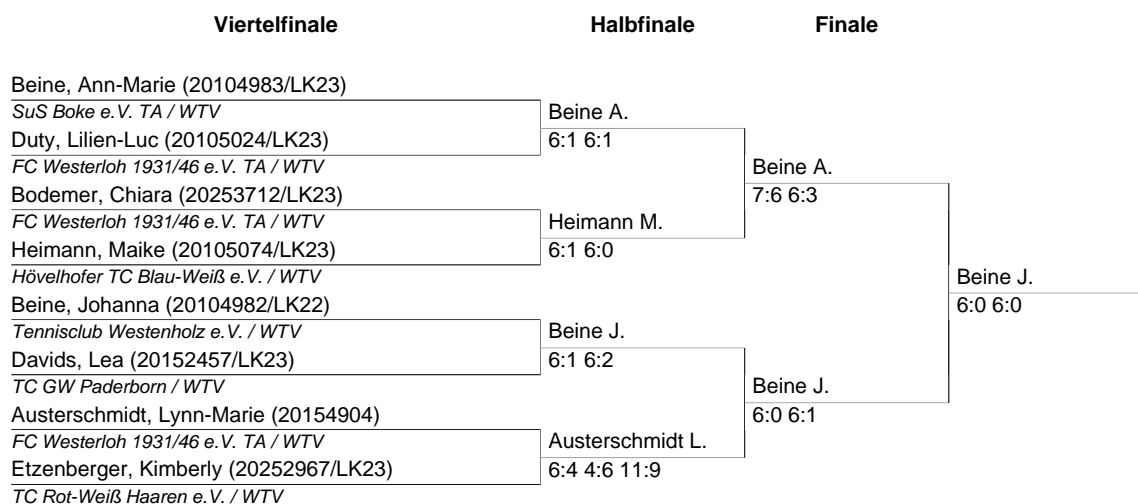 Viertelfinale Halbfinale Finale
Beine, Ann-Marie (20104983/LK23)
SuS Boke e.V. TA / WTV
Beine A.
Duty, Lilien-Luc (20105024/LK23)
6:1 6:1
FC Westerloh 1931/46 e.V. TA / WTV
Beine A.
Bodemer, Chiara (20253712/LK23)
7:6 6:3
FC Westerloh 1931/46 e.V. TA / WTV
Heimann M.
Heimann, Maike (20105074/LK23)
6:1 6:0
Hövelhofer TC Blau-Weiß e.V. / WTV
Beine J.
Beine, Johanna (20104982/LK22)
6:0 6:0
Tennisclub Westenholz e.V. / WTV
Beine J.
Davids, Lea (20152457/LK23)
6:1 6:2
TC GW Paderborn / WTV
Beine J.
Austerschmidt, Lynn-Marie (20154904)
6:0 6:1
FC Westerloh 1931/46 e.V. TA / WTV
Austerschmidt L.
Etzenberger, Kimberly (20252967/LK23)
6:4 4:6 11:9
TC Rot-Weiß Haaren e.V. / WTV